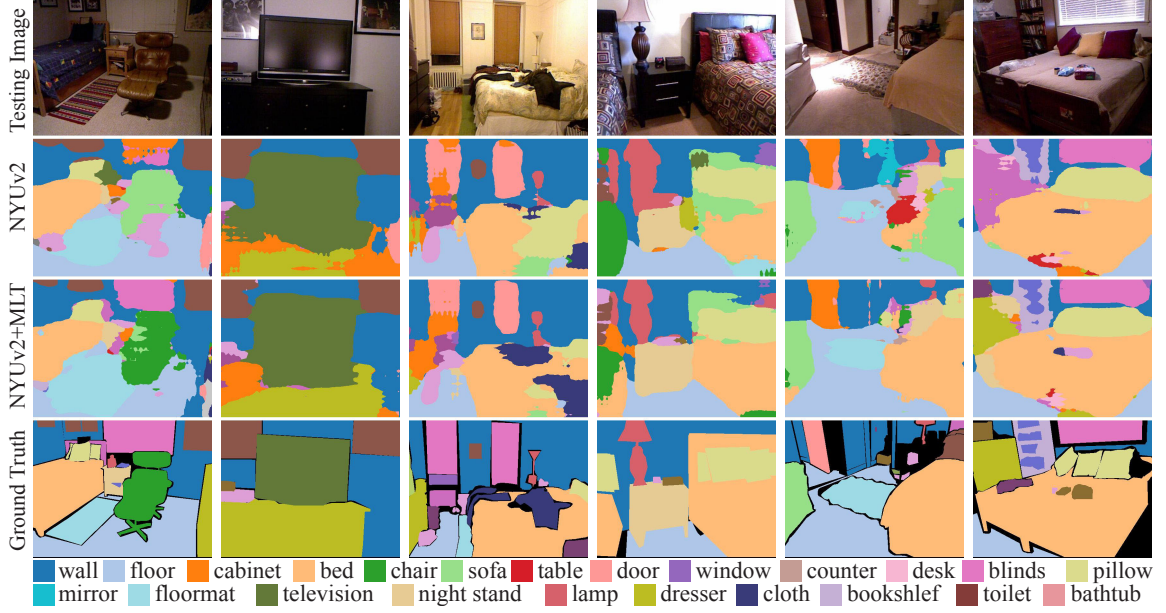 Testing Image
NYUv2
NYUv2+MLT
Ground Truth
wall floor cabinet bed chair sofa table door window counter desk blinds pillow
mirror floormat television night stand lamp dresser cloth bookshlef toilet bathtub